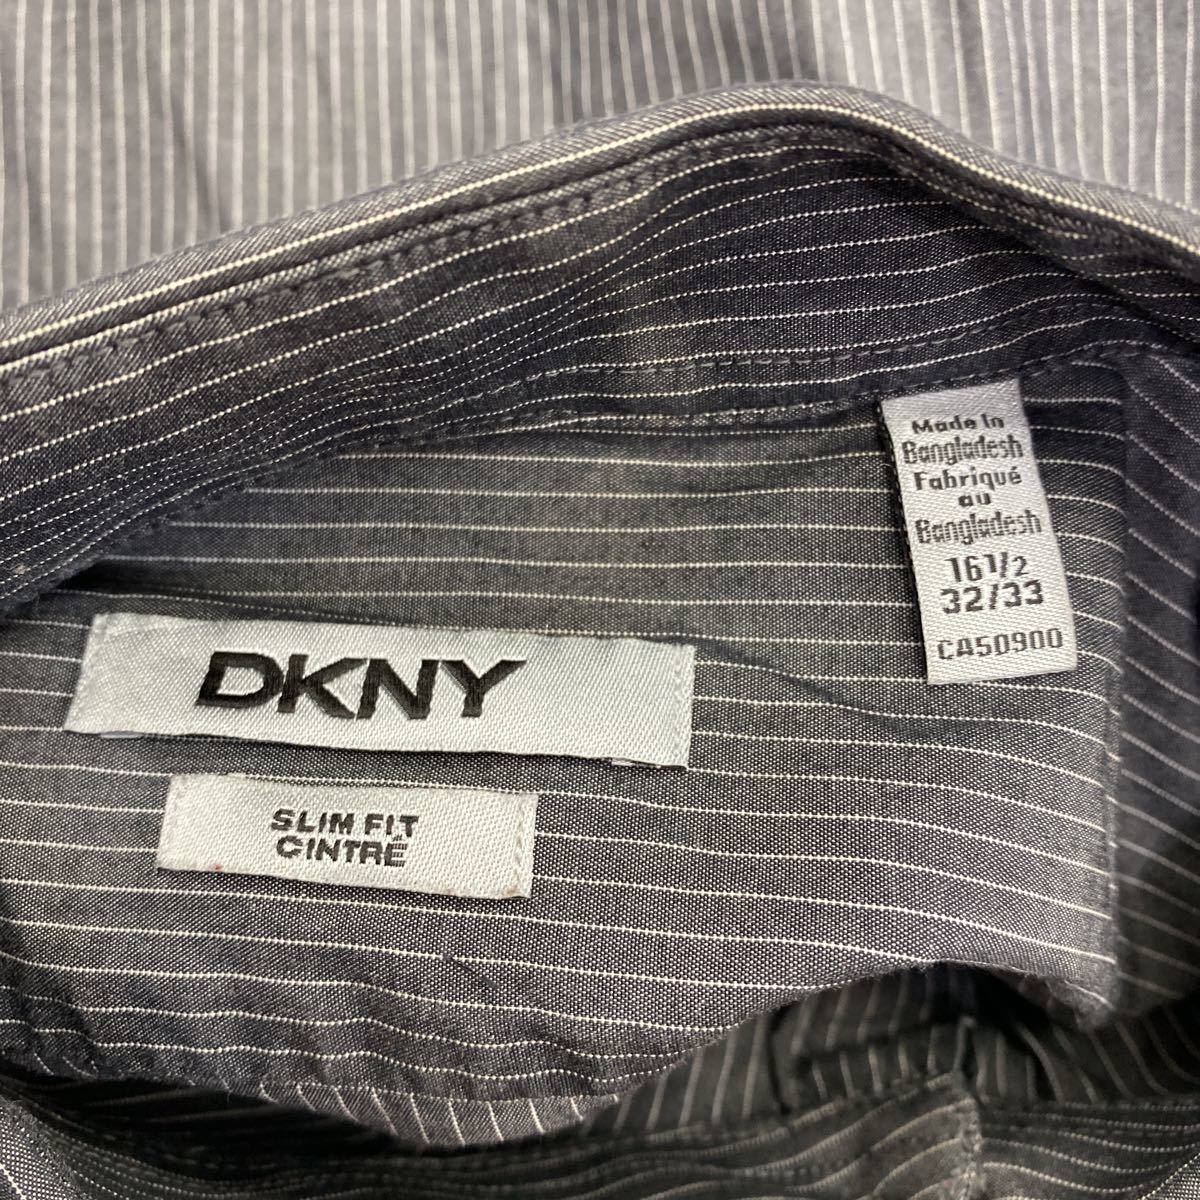 Made In
Bangladesh
Fabriqué
au
Bangladesh
16 1/2
32/33
CA50900
DKNY
SLIM FIT
CINTRÉ